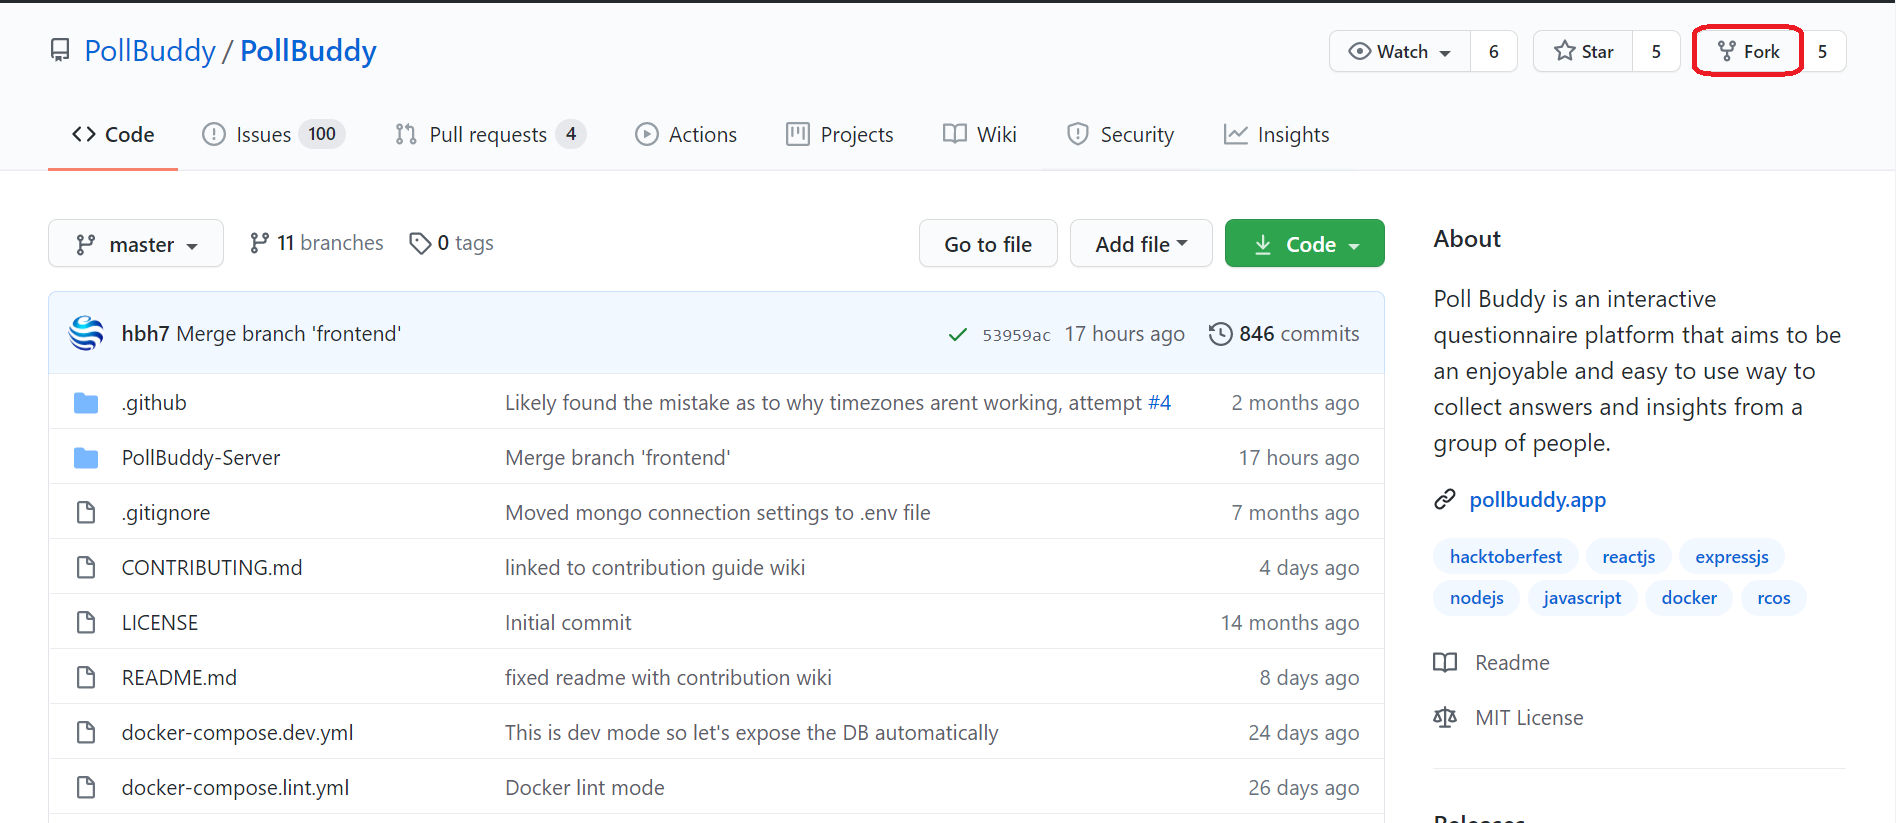 PollBuddy / PollBuddy
Watch 6 Star 5 Fork 5
Code Issues 100 Pull requests 4 Actions Projects Wiki Security Insights
master 11 branches 0 tags Go to file Add file Code
hbh7 Merge branch 'frontend' 53959ac 17 hours ago 846 commits
.github Likely found the mistake as to why timezones arent working, attempt #4 2 months ago
PollBuddy-Server Merge branch 'frontend' 17 hours ago
.gitignore Moved mongo connection settings to .env file 7 months ago
CONTRIBUTING.md linked to contribution guide wiki 4 days ago
LICENSE Initial commit 14 months ago
README.md fixed readme with contribution wiki 8 days ago
docker-compose.dev.yml This is dev mode so let's expose the DB automatically 24 days ago
docker-compose.lint.yml Docker lint mode 26 days ago
About
Poll Buddy is an interactive
questionnaire platform that aims to be
an enjoyable and easy to use way to
collect answers and insights from a
group of people.
pollbuddy.app
hacktoberfest reactjs expressjs
nodejs javascript docker rcos
Readme
MIT License
Releases